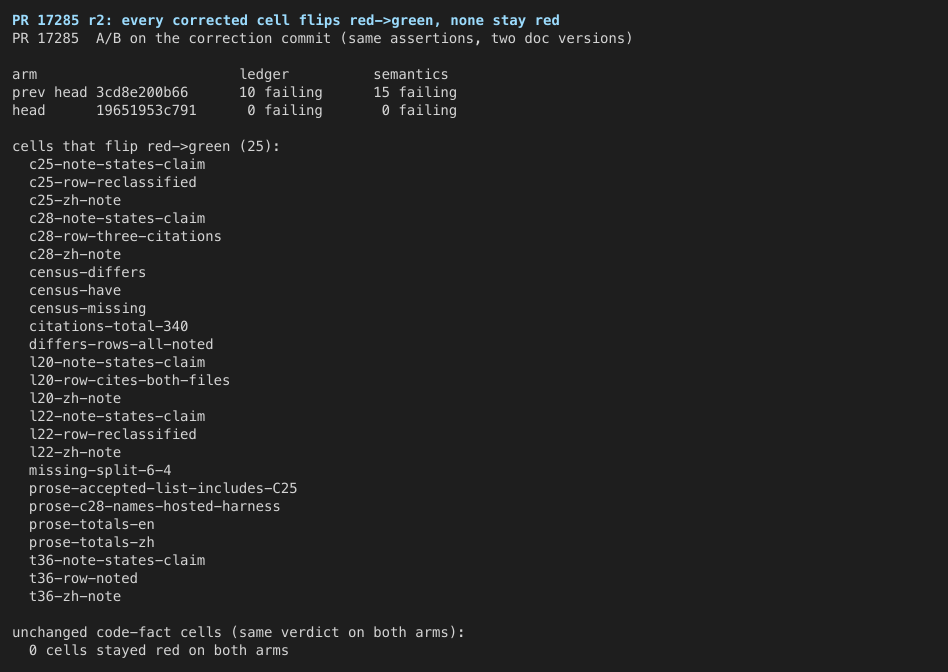 PR 17285 r2: every corrected cell flips red->green, none stay red
PR 17285  A/B on the correction commit (same assertions, two doc versions)
arm                        ledger          semantics
prev head 3cd8e200b66      10 failing      15 failing
head      19651953c791      0 failing       0 failing
cells that flip red->green (25):
c25-note-states-claim
c25-row-reclassified
c25-zh-note
c28-note-states-claim
c28-row-three-citations
c28-zh-note
census-differs
census-have
census-missing
citations-total-340
differs-rows-all-noted
l20-note-states-claim
l20-row-cites-both-files
l20-zh-note
l22-note-states-claim
l22-row-reclassified
l22-zh-note
missing-split-6-4
prose-accepted-list-includes-C25
prose-c28-names-hosted-harness
prose-totals-en
prose-totals-zh
t36-note-states-claim
t36-row-noted
t36-zh-note
unchanged code-fact cells (same verdict on both arms):
0 cells stayed red on both arms